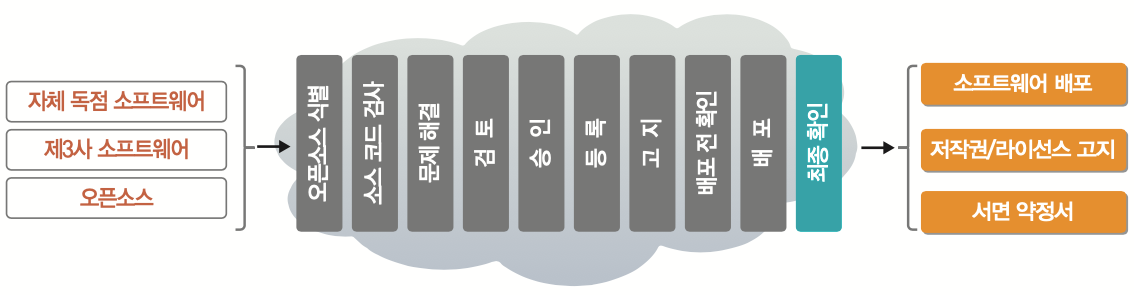 자체 독점 소프트웨어
제3사 소프트웨어
오픈소스
오픈소스 식별
소스 코드 검사
문제 해결
검 토
승 인
등 록
고 지
배포 전 확인
배 포
최종 확인
소프트웨어 배포
저작권/라이선스 고지
서면 약정서